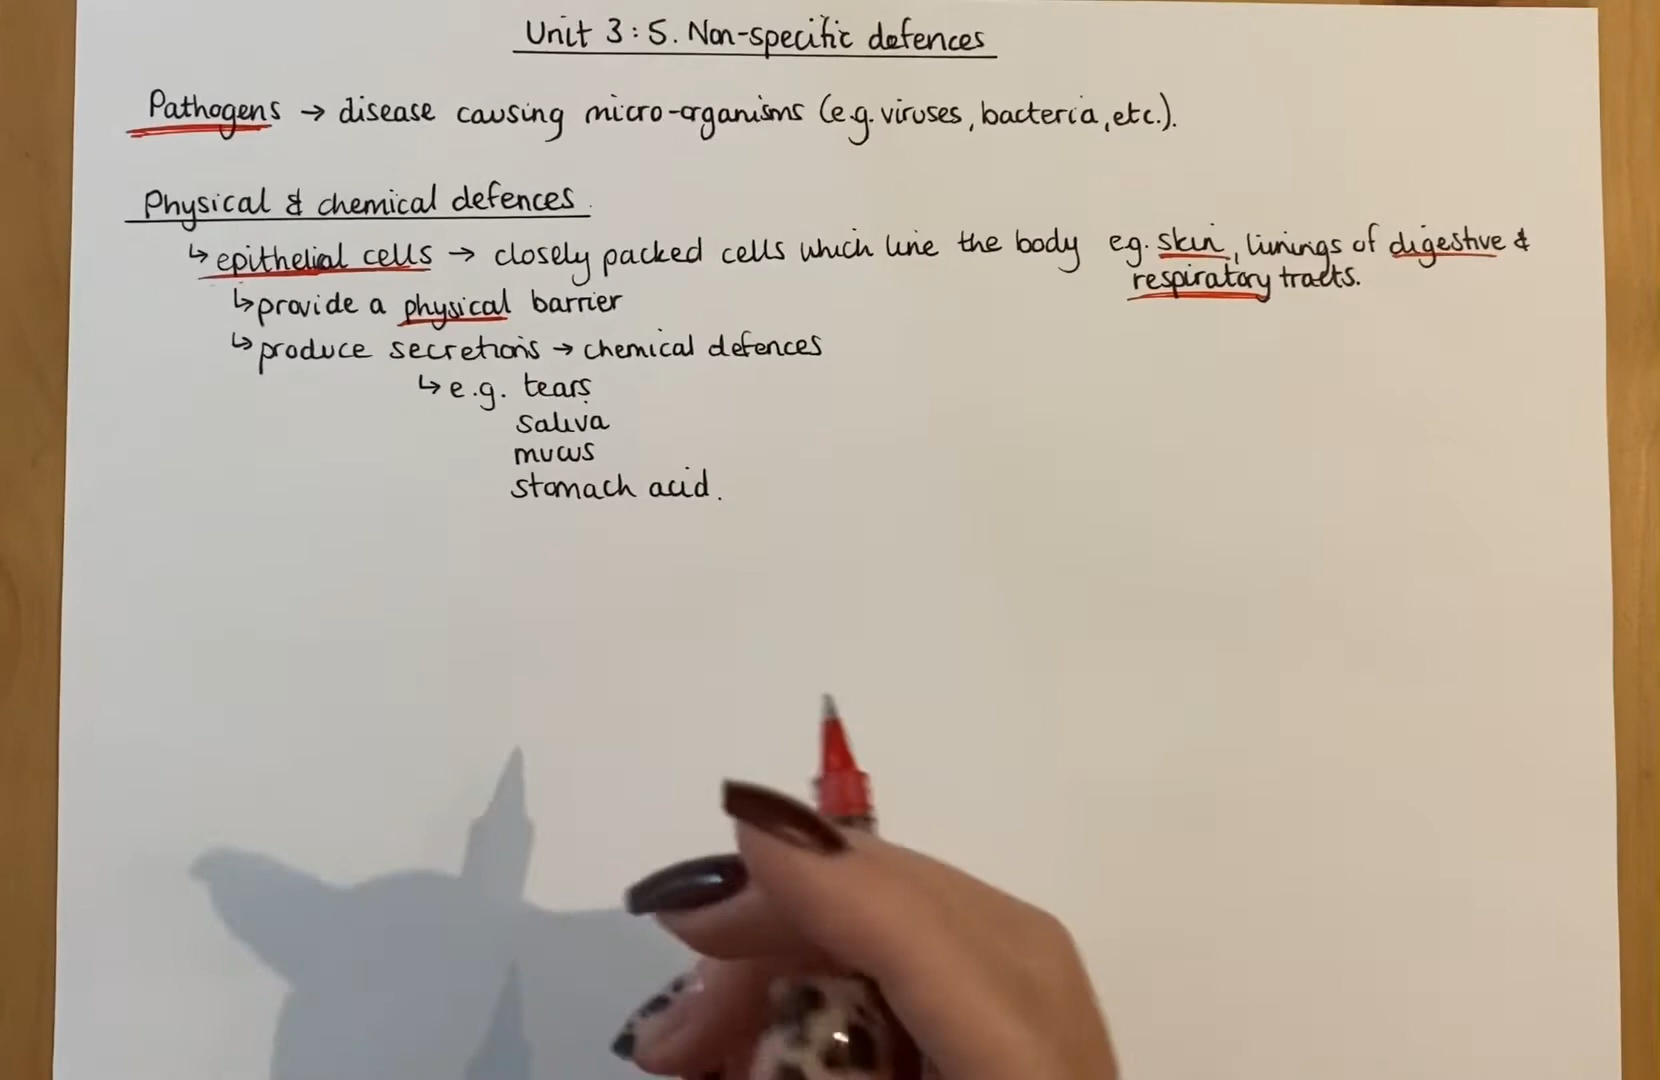 Unit 3:5. Non-specific defences
Pathogens → disease causing micro-organisms (e.g. viruses, bacteria, etc.).
Physical & chemical defences.
↳ epithelial cells → closely packed cells which line the body eg. skin, linings of digestive &
respiratory tracts.
↳ provide a physical barrier
↳ produce secretions → chemical defences
↳ e.g. tears
saliva
mucus
stomach acid.